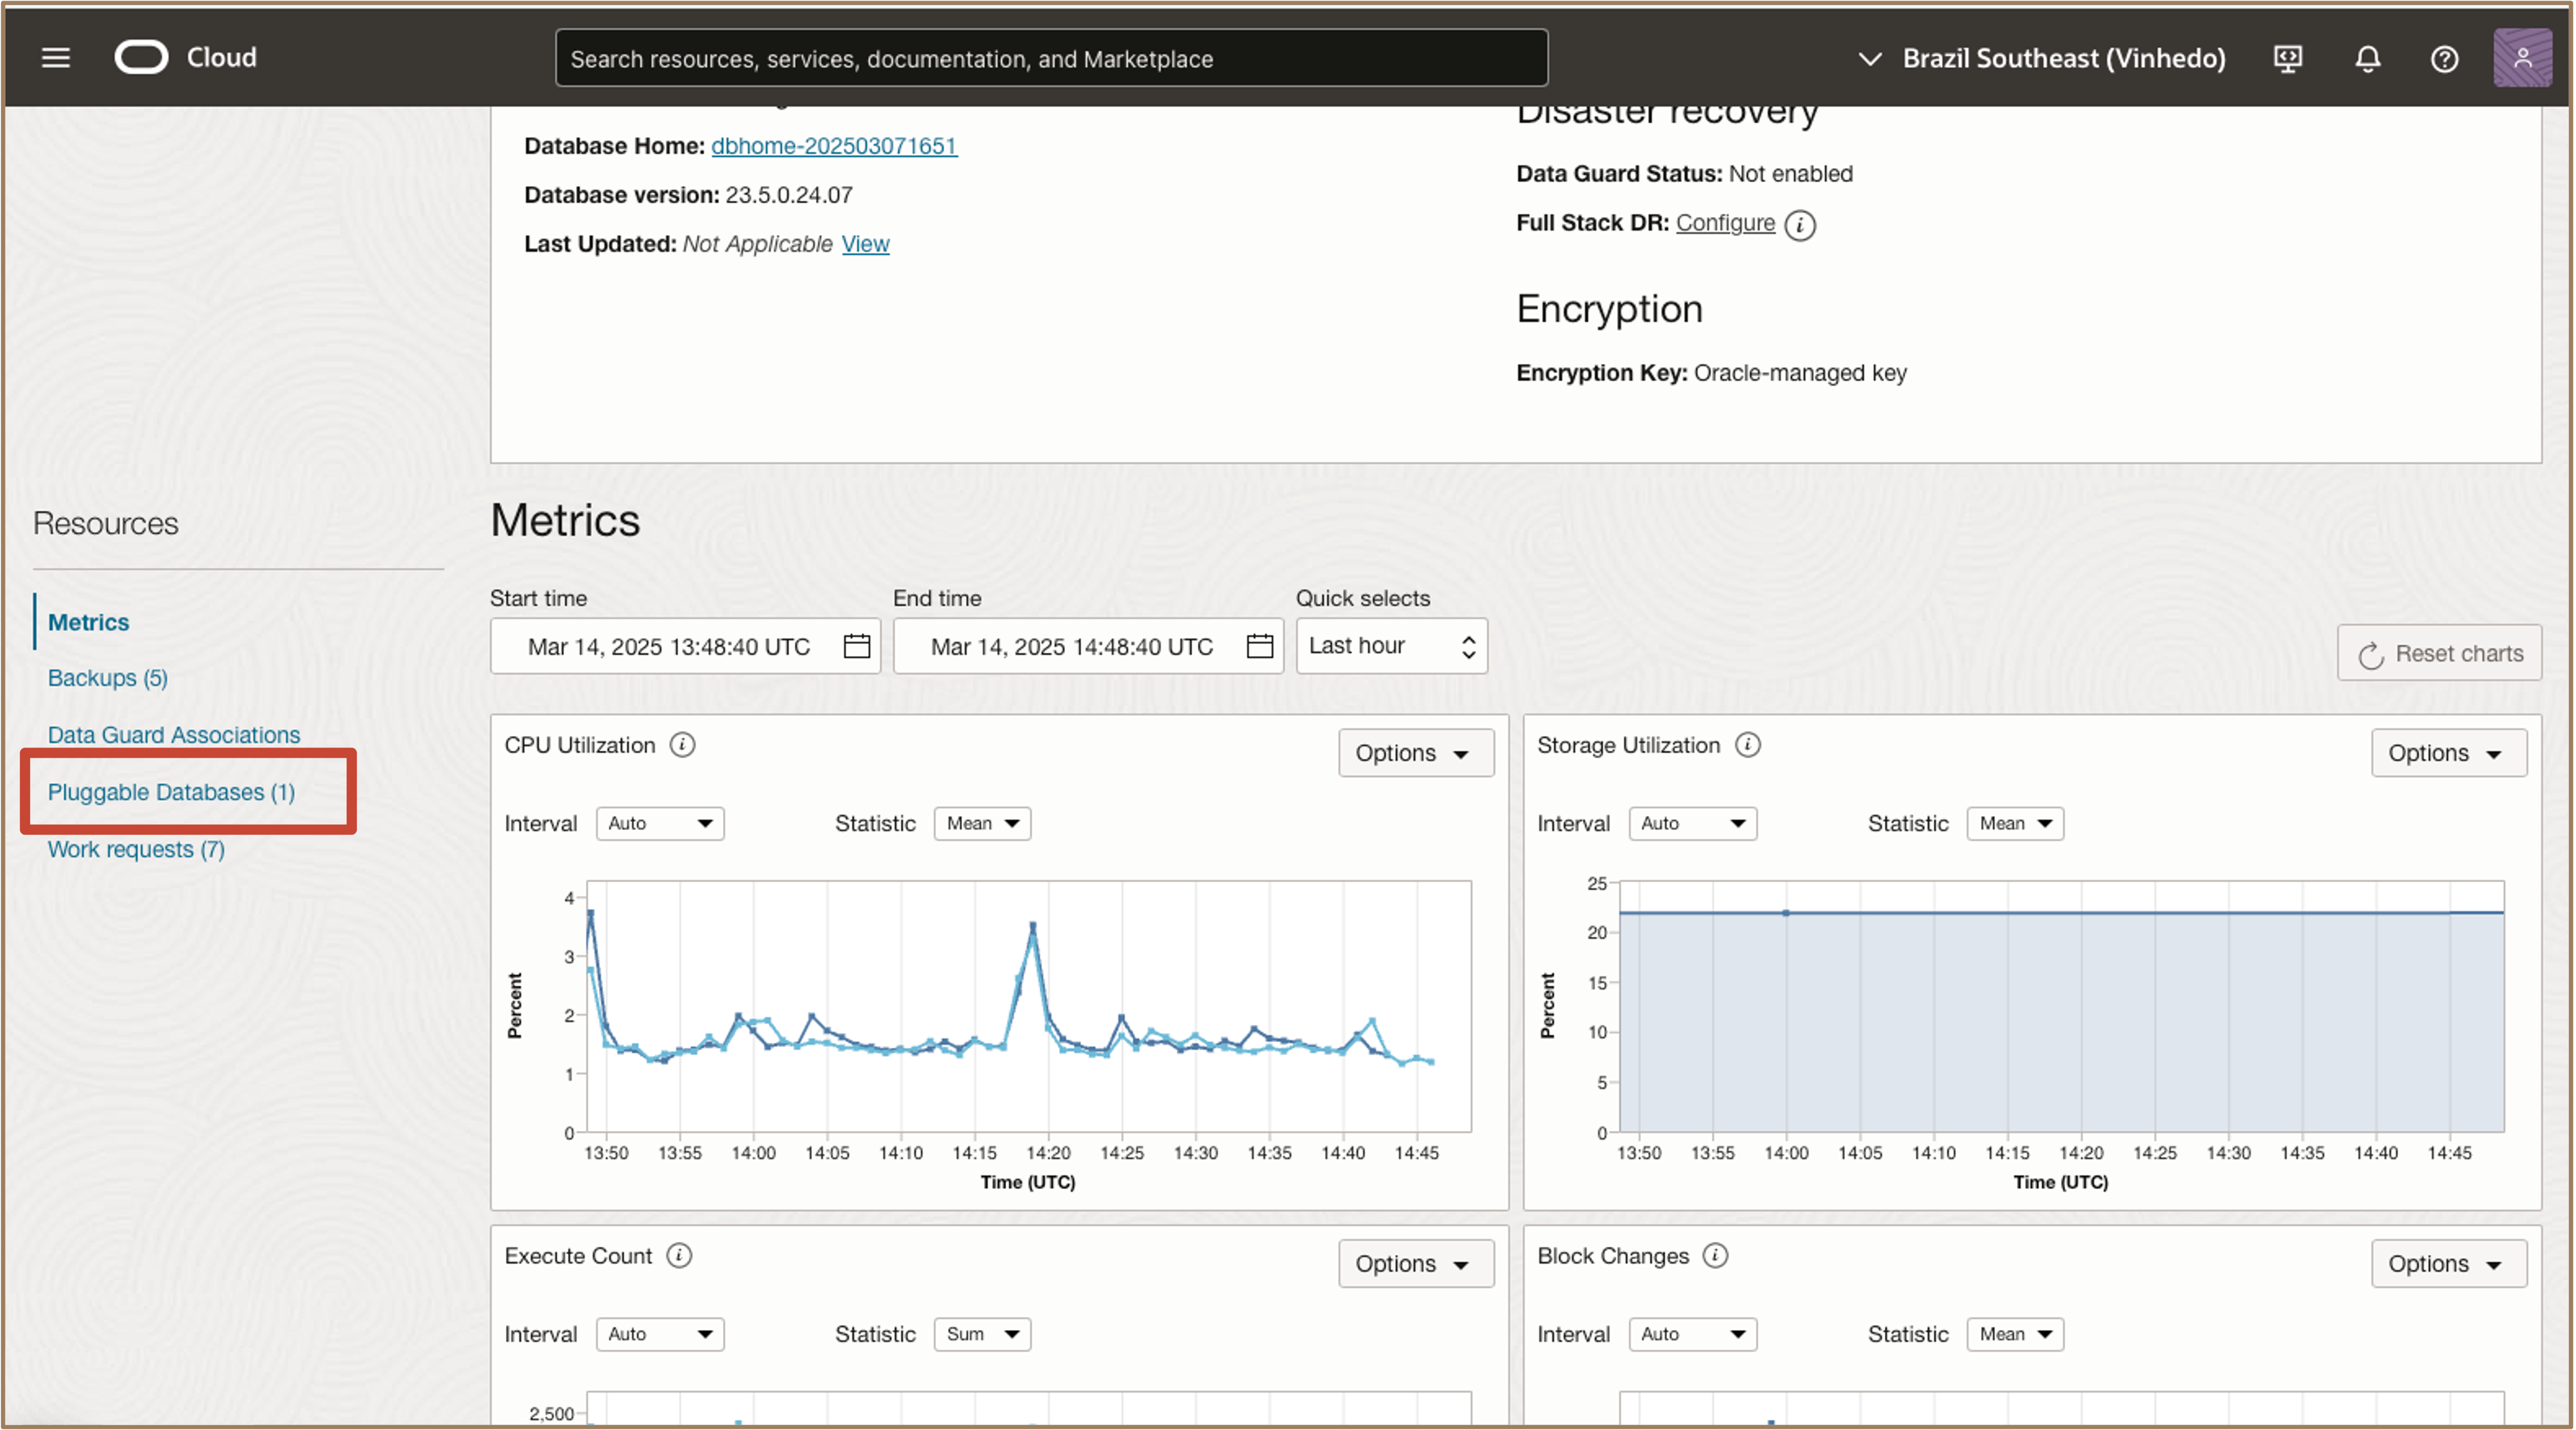 Cloud
Search resources, services, documentation, and Marketplace
Brazil Southeast (Vinhedo)
Database Home: dbhome-202503071651
Database version: 23.5.0.24.07
Last Updated: Not Applicable View
Disaster recovery
Data Guard Status: Not enabled
Full Stack DR: Configure
Encryption
Encryption Key: Oracle-managed key
Resources
Metrics
Backups (5)
Data Guard Associations
Pluggable Databases (1)
Work requests (7)
Metrics
Start time
End time
Quick selects
Mar 14, 2025 13:48:40 UTC
Mar 14, 2025 14:48:40 UTC
Last hour
Reset charts
CPU Utilization
Options
Interval Auto
Statistic Mean
Percent
4
3
2
1
0
13:50 13:55 14:00 14:05 14:10 14:15 14:20 14:25 14:30 14:35 14:40 14:45
Time (UTC)
Storage Utilization
Options
Interval Auto
Statistic Mean
Percent
25
20
15
10
5
0
13:50 13:55 14:00 14:05 14:10 14:15 14:20 14:25 14:30 14:35 14:40 14:45
Time (UTC)
Execute Count
Options
Interval Auto
Statistic Sum
2,500
Block Changes
Options
Interval Auto
Statistic Mean